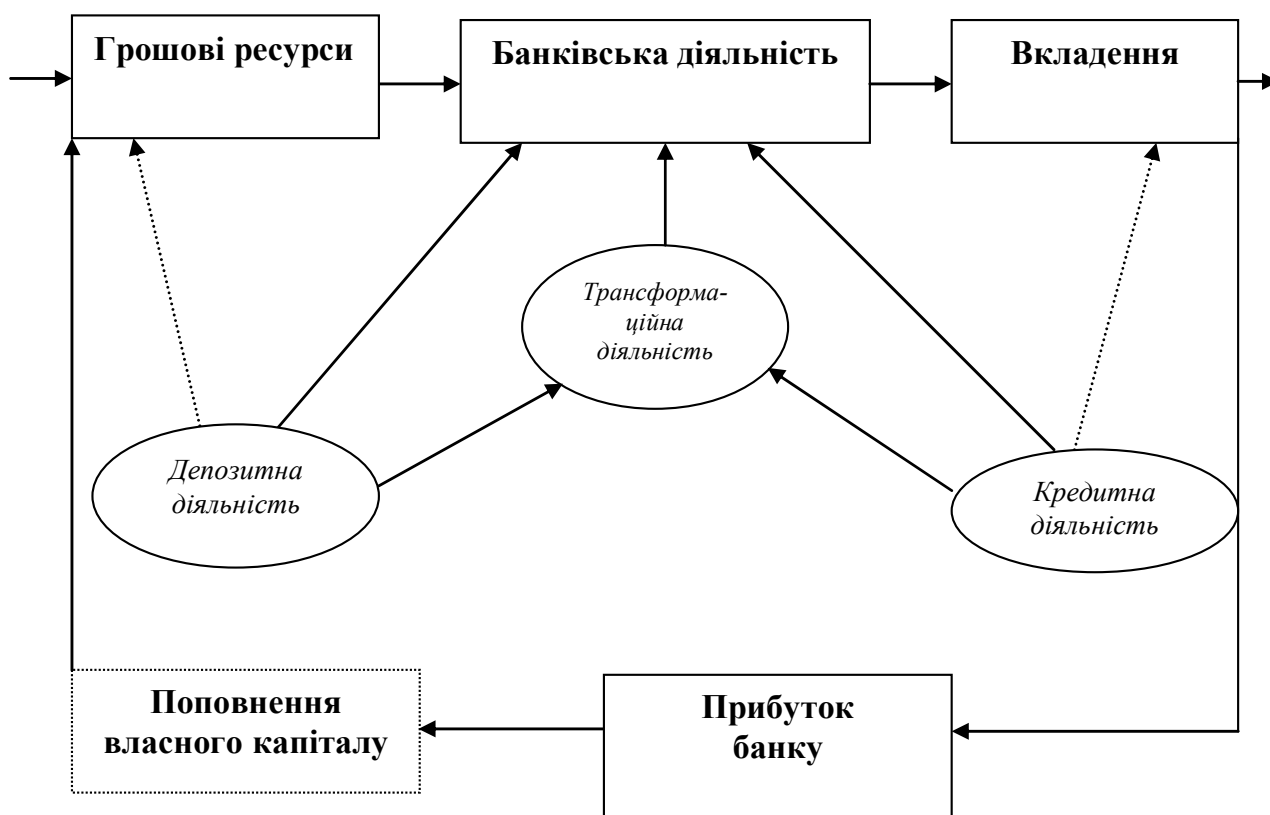 Грошові ресурси
Банківська діяльність
Вкладення
Трансформа-
ційна
діяльність
Депозитна
діяльність
Кредитна
діяльність
Поповнення
власного капіталу
Прибуток
банку